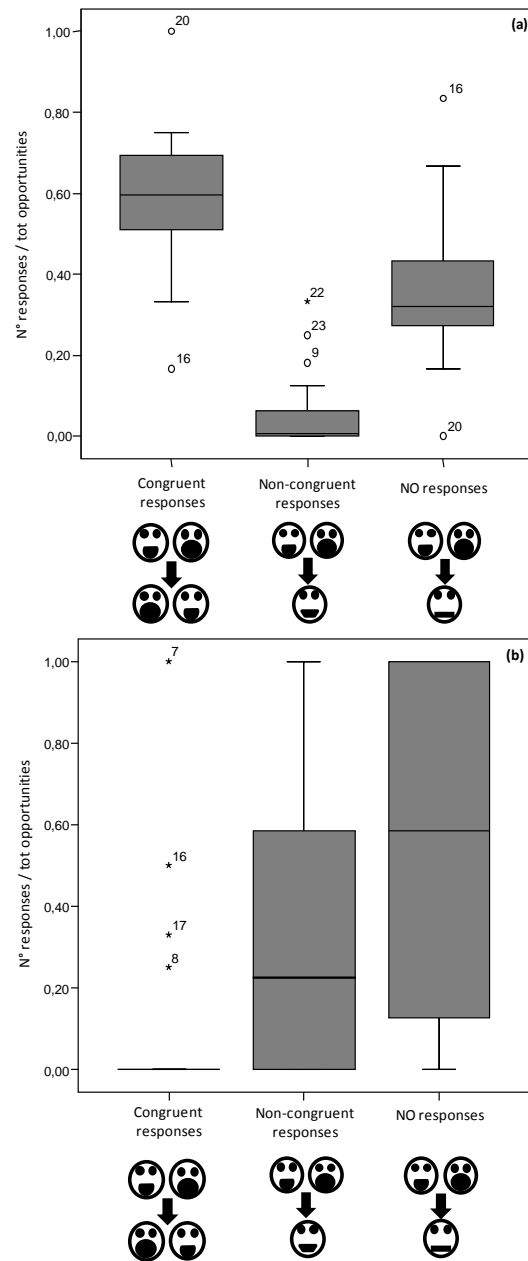 (a)
N° responses / tot opportunities
1,00
0,80
0,60
0,40
0,20
0,00
20
16
22
23
9
16
20
Congruent
responses
Non-congruent
responses
NO responses
(b)
N° responses / tot opportunities
1,00
0,80
0,60
0,40
0,20
0,00
7
16
17
8
Congruent
responses
Non-congruent
responses
NO responses